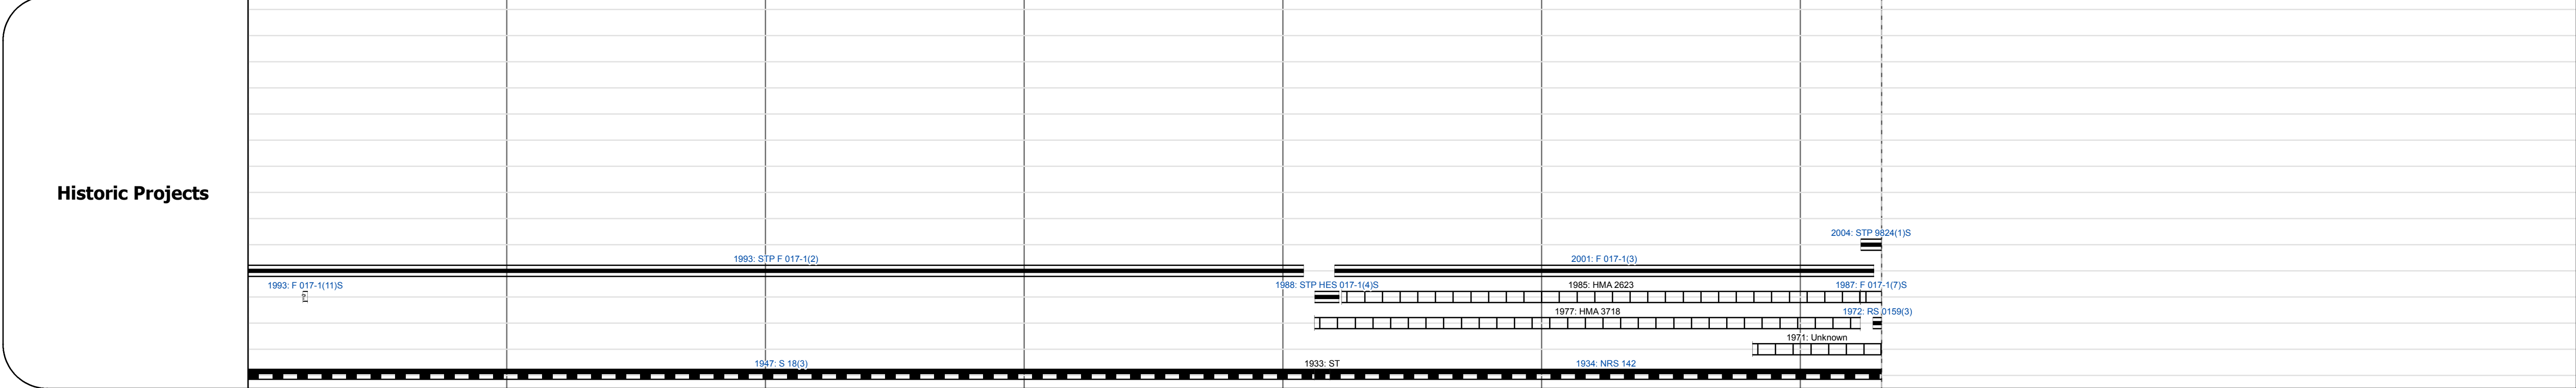 Historic Projects
2004: STP 9824(1)S
1993: STP F 017-1(2)
2001: F 017-1(3)
1993: F 017-1(11)S
1988: STP HES 017-1(4)S
1985: HMA 2623
1987: F 017-1(7)S
1977: HMA 3718
1972: RS 0159(3)
1971: Unknown
1947: S 18(3)
1933: ST
1934: NRS 142